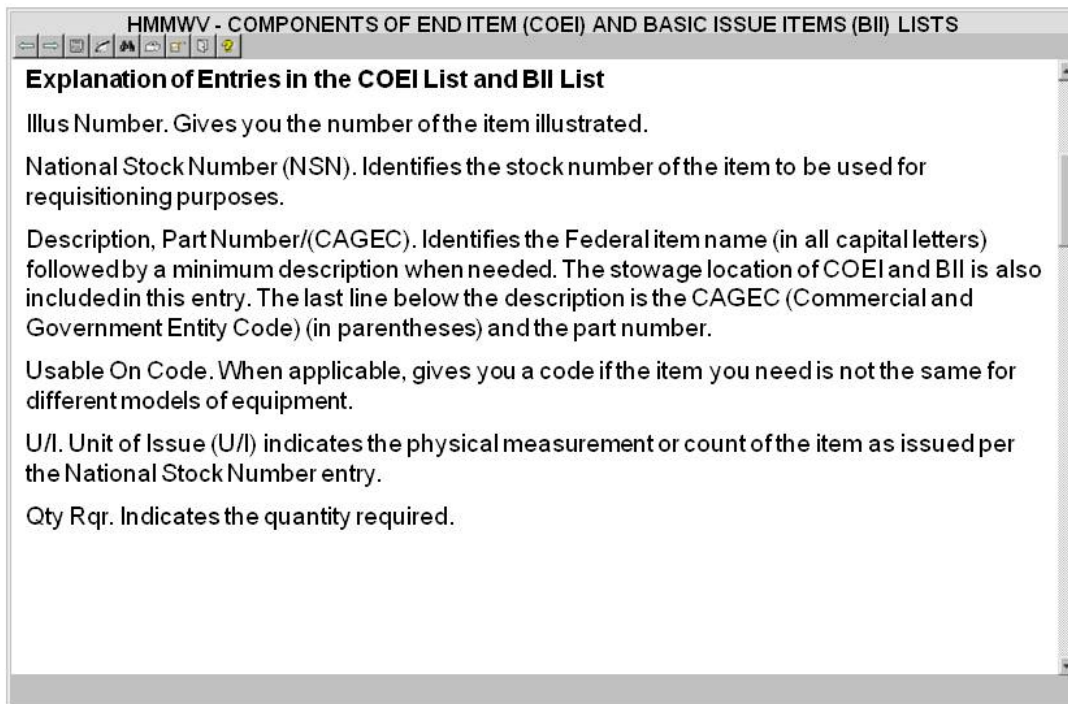 HMMWV - COMPONENTS OF END ITEM (COEI) AND BASIC ISSUE ITEMS (BII) LISTS
Explanation of Entries in the COEI List and BII List
Illus Number. Gives you the number of the item illustrated.
National Stock Number (NSN). Identifies the stock number of the item to be used for
requisitioning purposes.
Description, Part Number/(CAGEC). Identifies the Federal item name (in all capital letters)
followed by a minimum description when needed. The stowage location of COEI and BII is also
included in this entry. The last line below the description is the CAGEC (Commercial and
Government Entity Code) (in parentheses) and the part number.
Usable On Code. When applicable, gives you a code if the item you need is not the same for
different models of equipment.
U/I. Unit of Issue (U/I) indicates the physical measurement or count of the item as issued per
the National Stock Number entry.
Qty Rqr. Indicates the quantity required.